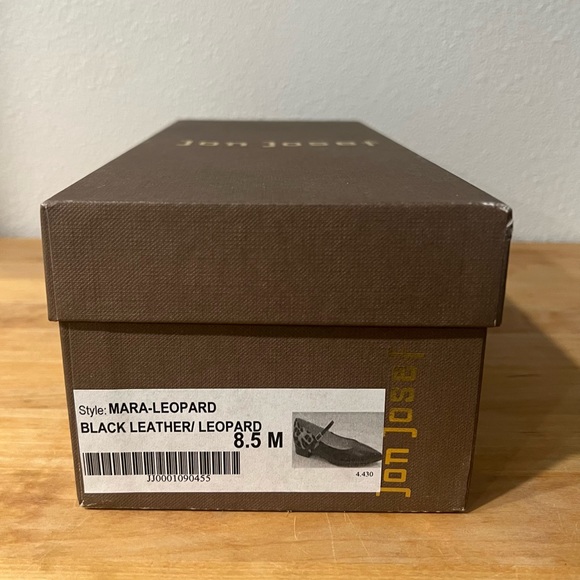 Jon Josef
Style: MARA-LEOPARD
BLACK LEATHER/ LEOPARD
8.5 M
JJ0001090455
4.430
Jon Josef